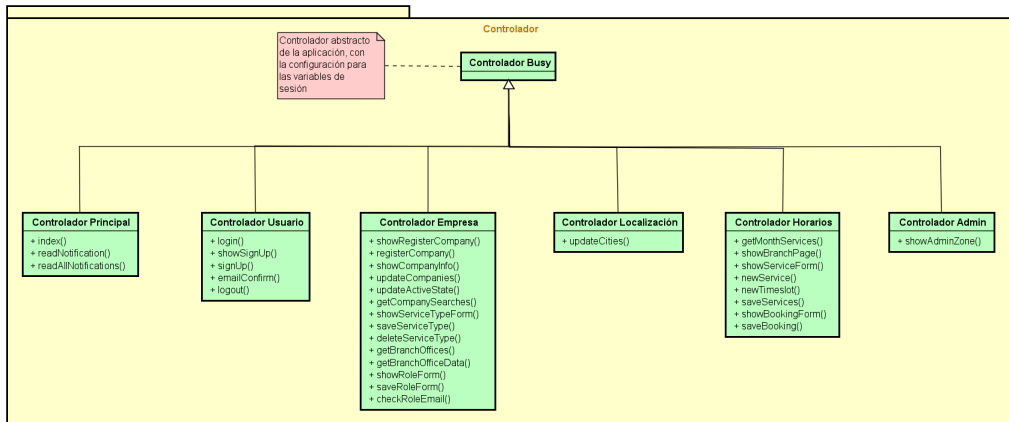 Controlador
Controlador abstracto
de la aplicación, con
la configuración para
las variables de
sesión
Controlador Busy
Controlador Principal
+ index()
+ readNotification()
+ readAllNotifications()
Controlador Usuario
+ login()
+ showSignUp()
+ signUp()
+ emailConfirm()
+ logout()
Controlador Empresa
+ showRegisterCompany()
+ registerCompany()
+ showCompanyInfo()
+ updateCompanies()
+ updateActiveState()
+ getCompanySearches()
+ showServiceTypeForm()
+ saveServiceType()
+ deleteServiceType()
+ getBranchOffices()
+ getBranchOfficeData()
+ showRoleForm()
+ saveRoleForm()
+ checkRoleEmail()
Controlador Localización
+ updateCities()
Controlador Horarios
+ getMonthServices()
+ showBranchPage()
+ showServiceForm()
+ newService()
+ newTimeslot()
+ saveServices()
+ showBookingForm()
+ saveBooking()
Controlador Admin
+ showAdminZone()